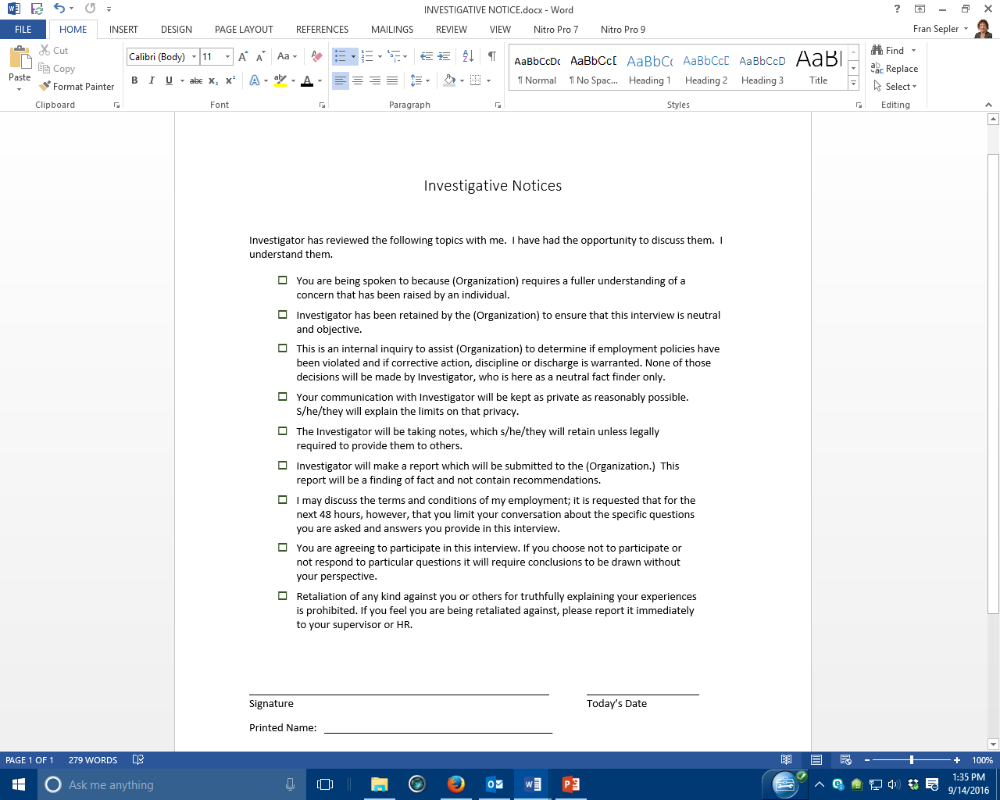 INVESTIGATIVE NOTICE.docx - Word
?
FILE HOME INSERT DESIGN PAGE LAYOUT REFERENCES MAILINGS REVIEW VIEW Nitro Pro 7 Nitro Pro 9
Fran Sepler
Paste
Cut
Copy
Format Painter
Clipboard
Calibri (Body) 11
Font
Paragraph
AaBbCcDc AaBbCcD AaBbCc AaBbCcD AaBbCcD AaBl
¶ Normal ¶ No Spac... Heading 1 Heading 2 Heading 3 Title
Styles
Find
Replace
Select
Editing
Investigative Notices
Investigator has reviewed the following topics with me.  I have had the opportunity to discuss them.  I
understand them.
You are being spoken to because (Organization) requires a fuller understanding of a
concern that has been raised by an individual.
Investigator has been retained by the (Organization) to ensure that this interview is neutral
and objective.
This is an internal inquiry to assist (Organization) to determine if employment policies have
been violated and if corrective action, discipline or discharge is warranted. None of those
decisions will be made by Investigator, who is here as a neutral fact finder only.
Your communication with Investigator will be kept as private as reasonably possible.
S/he/they will explain the limits on that privacy.
The Investigator will be taking notes, which s/he/they will retain unless legally
required to provide them to others.
Investigator will make a report which will be submitted to the (Organization.)  This
report will be a finding of fact and not contain recommendations.
I may discuss the terms and conditions of my employment; it is requested that for the
next 48 hours, however, that you limit your conversation about the specific questions
you are asked and answers you provide in this interview.
You are agreeing to participate in this interview. If you choose not to participate or
not respond to particular questions it will require conclusions to be drawn without
your perspective.
Retaliation of any kind against you or others for truthfully explaining your experiences
is prohibited. If you feel you are being retaliated against, please report it immediately
to your supervisor or HR.
Signature Today’s Date
Printed Name:
PAGE 1 OF 1 279 WORDS 100%
Ask me anything
1:35 PM
9/14/2016